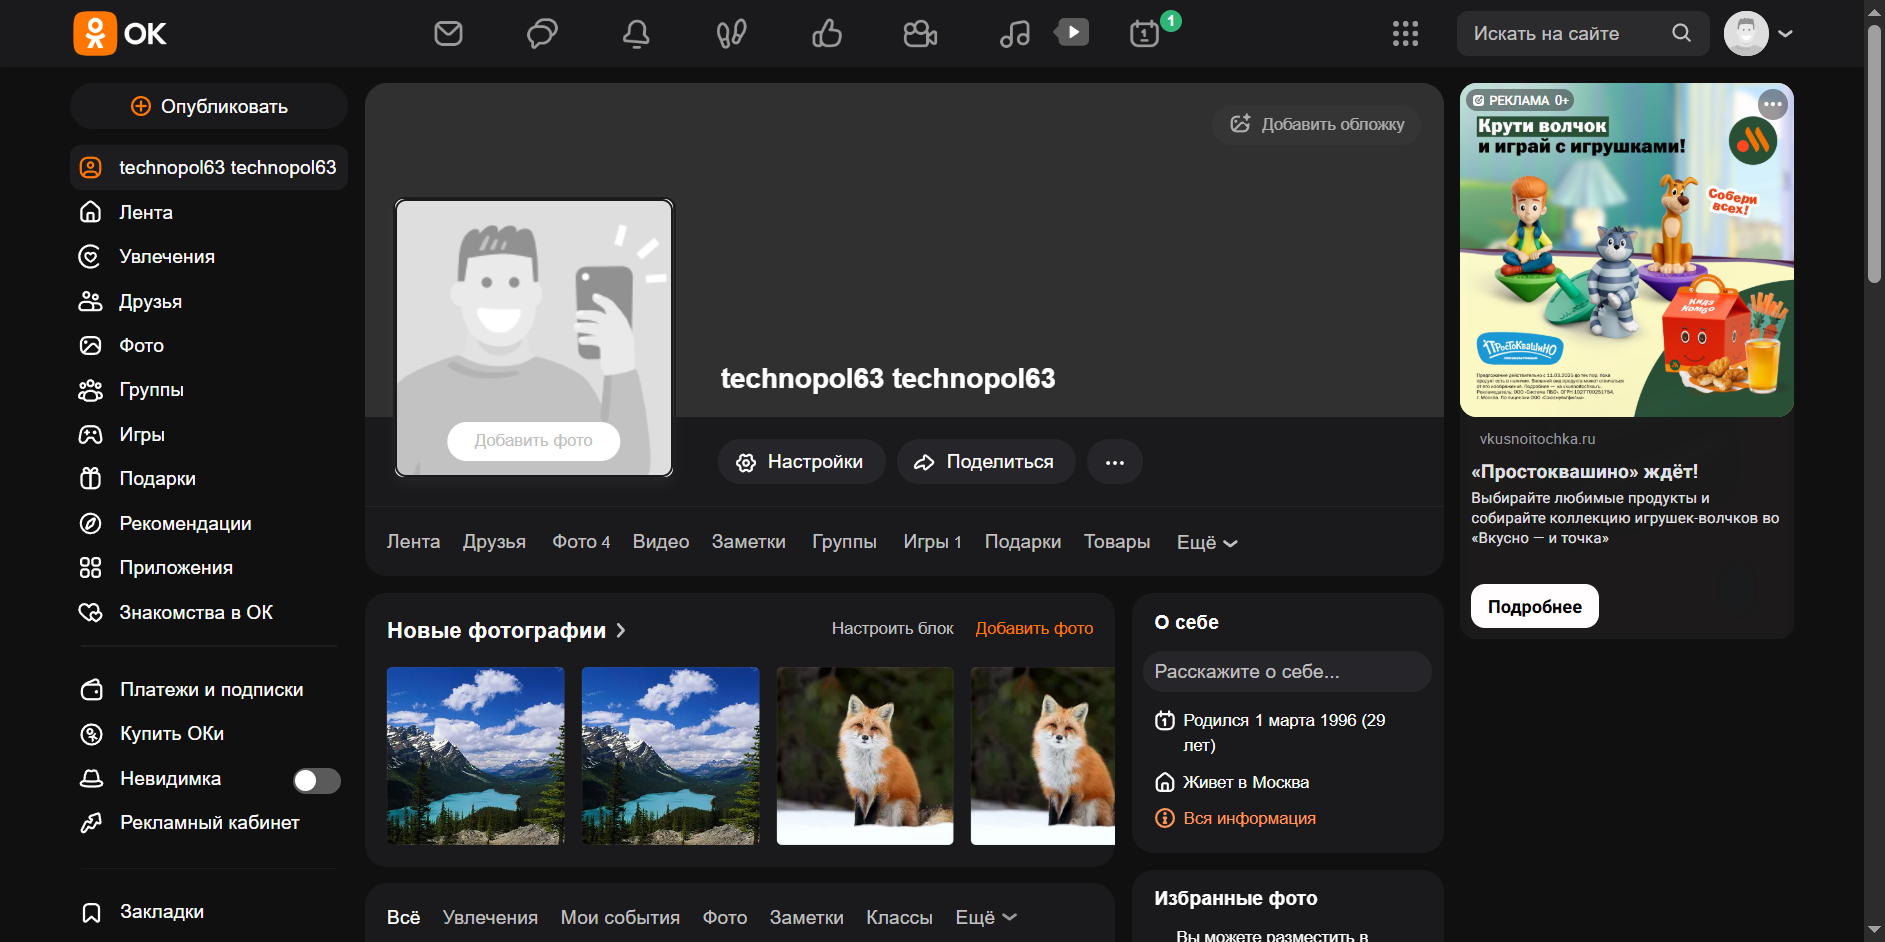 ОК
1
1
Искать на сайте
Опубликовать
technopol63 technopol63
Лента
Увлечения
Друзья
Фото
Группы
Игры
Подарки
Рекомендации
Приложения
Знакомства в ОК
Платежи и подписки
Купить ОКи
Невидимка
Рекламный кабинет
Закладки
Добавить обложку
Добавить фото
technopol63 technopol63
Настройки
Поделиться
Лента
Друзья
Фото 4
Видео
Заметки
Группы
Игры 1
Подарки
Товары
Ещё
Новые фотографии
Настроить блок
Добавить фото
Всё
Увлечения
Мои события
Фото
Заметки
Классы
Ещё
О себе
Расскажите о себе...
Родился 1 марта 1996 (29
лет)
Живет в Москва
Вся информация
Избранные фото
Вы можете разместить в
РЕКЛАМА 0+
Крути волчок
и играй с игрушками!
Собери
всех!
Кидз
Комбо
ПРОСТОКВАШИНО
vkusnoitochka.ru
«Простоквашино» ждёт!
Выбирайте любимые продукты и
собирайте коллекцию игрушек-волчков во
«Вкусно — и точка»
Подробнее